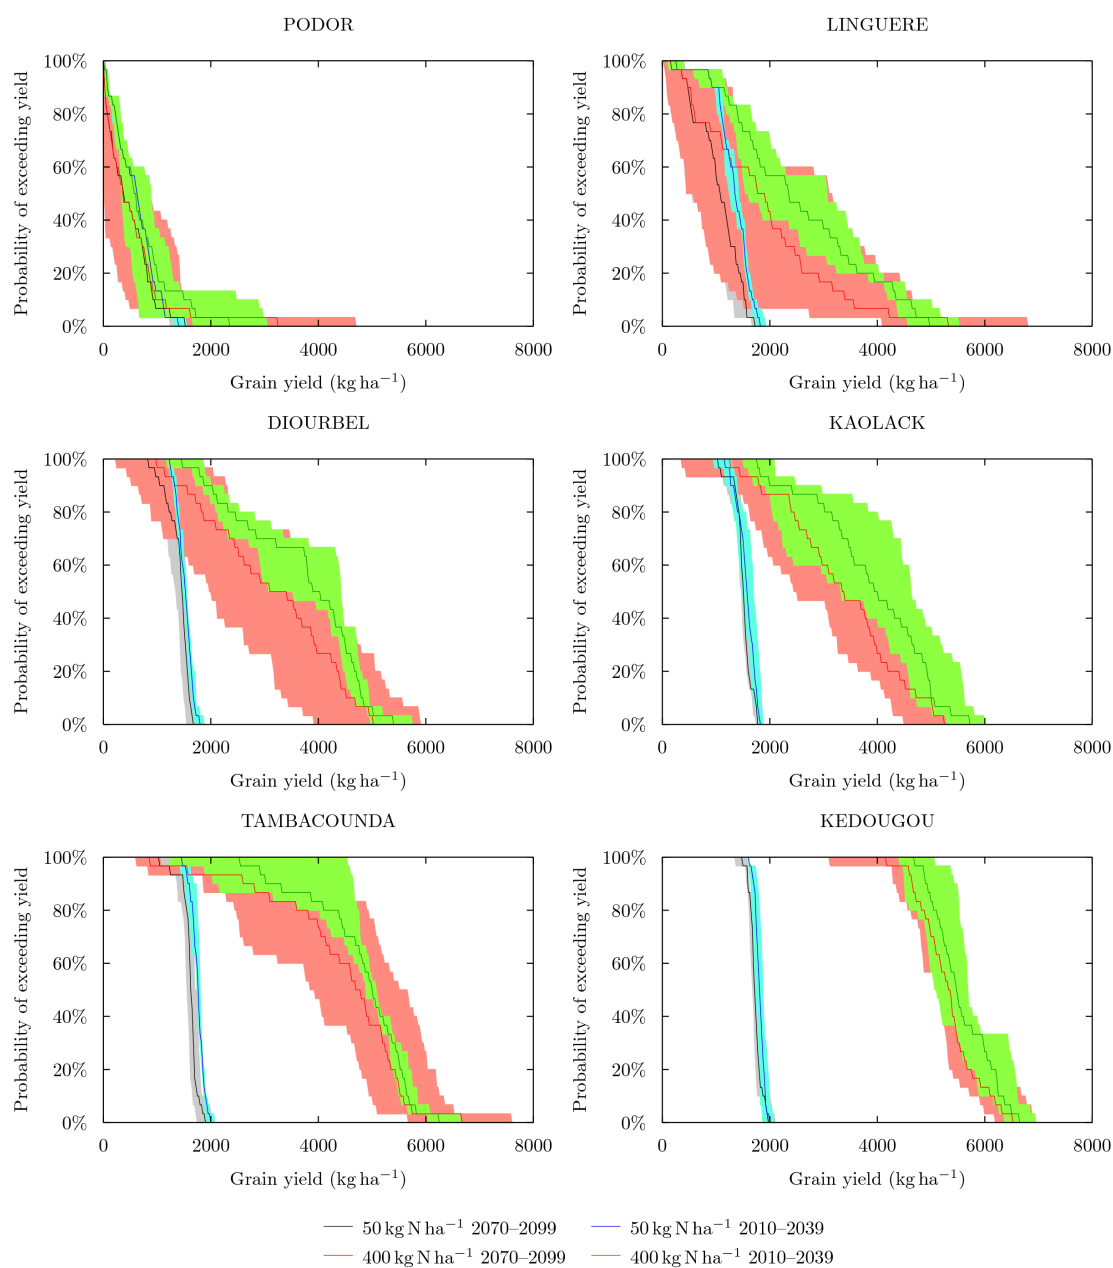 PODOR
LINGUERE
Probability of exceeding yield
100%
80%
60%
40%
20%
0%
0 2000 4000 6000 8000
Grain yield (kg ha⁻¹)
Probability of exceeding yield
100%
80%
60%
40%
20%
0%
0 2000 4000 6000 8000
Grain yield (kg ha⁻¹)
DIOURBEL
KAOLACK
Probability of exceeding yield
100%
80%
60%
40%
20%
0%
0 2000 4000 6000 8000
Grain yield (kg ha⁻¹)
Probability of exceeding yield
100%
80%
60%
40%
20%
0%
0 2000 4000 6000 8000
Grain yield (kg ha⁻¹)
TAMBACOUNDA
KEDOUGOU
Probability of exceeding yield
100%
80%
60%
40%
20%
0%
0 2000 4000 6000 8000
Grain yield (kg ha⁻¹)
Probability of exceeding yield
100%
80%
60%
40%
20%
0%
0 2000 4000 6000 8000
Grain yield (kg ha⁻¹)
50 kg N ha⁻¹ 2070–2099
50 kg N ha⁻¹ 2010–2039
400 kg N ha⁻¹ 2070–2099
400 kg N ha⁻¹ 2010–2039